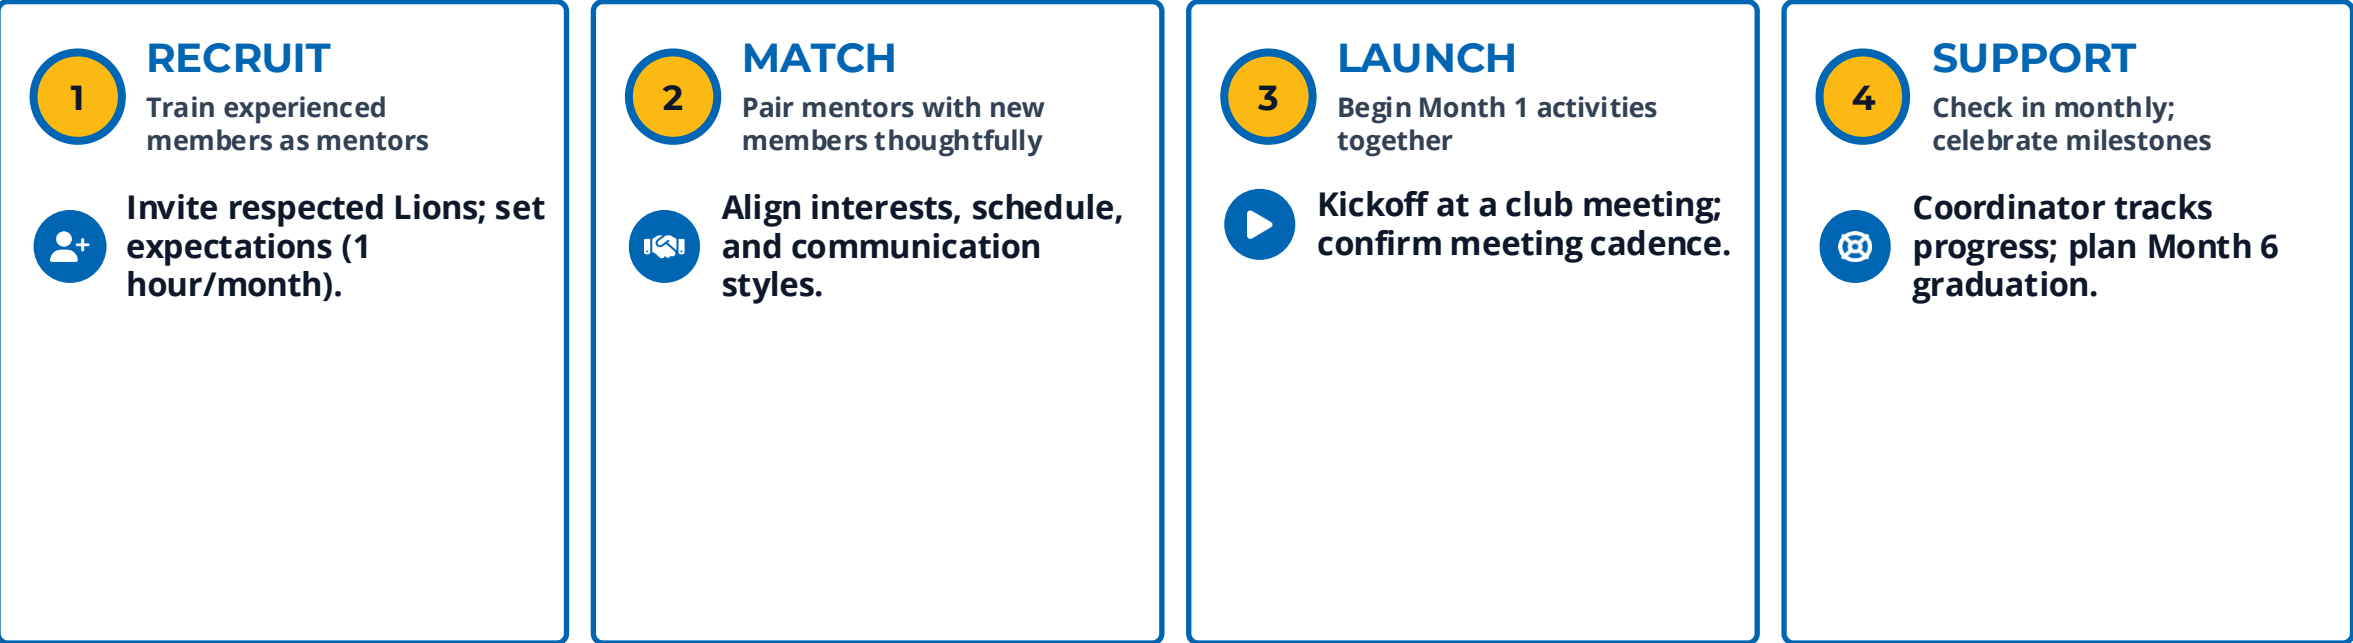 1
RECRUIT
Train experienced
members as mentors
Invite respected Lions; set
expectations (1
hour/month).
2
MATCH
Pair mentors with new
members thoughtfully
Align interests, schedule,
and communication
styles.
3
LAUNCH
Begin Month 1 activities
together
Kickoff at a club meeting;
confirm meeting cadence.
4
SUPPORT
Check in monthly;
celebrate milestones
Coordinator tracks
progress; plan Month 6
graduation.